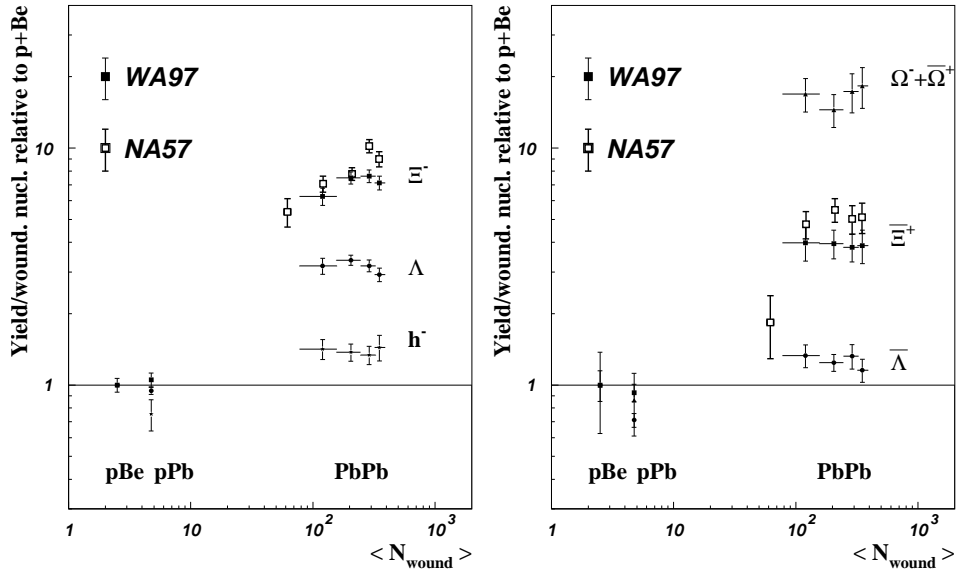 Yield/wound. nucl. relative to p+Be
WA97
NA57
10
1
Ξ⁻
Λ
h⁻
pBe pPb PbPb
1 10 10² 10³
< N_wound >
Yield/wound. nucl. relative to p+Be
WA97
NA57
10
1
Ω⁻+Ω̅⁺
Ξ̅⁺
Λ̅
pBe pPb PbPb
1 10 10² 10³
< N_wound >